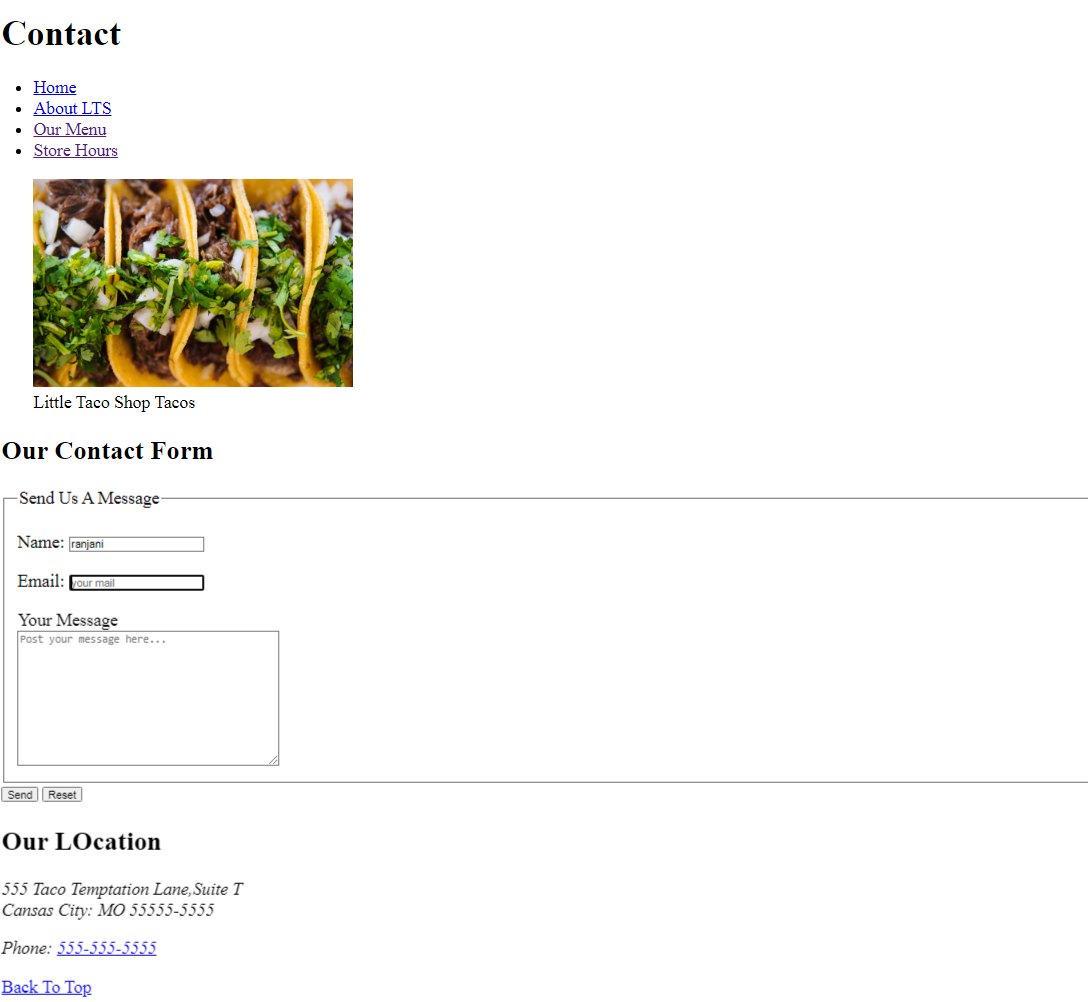 Contact
Home
About LTS
Our Menu
Store Hours
Little Taco Shop Tacos
Our Contact Form
Send Us A Message
Name: ranjani
Email: your mail
Your Message
Post your message here...
Send Reset
Our LOcation
555 Taco Temptation Lane,Suite T
Cansas City: MO 55555-5555
Phone: 555-555-5555
Back To Top